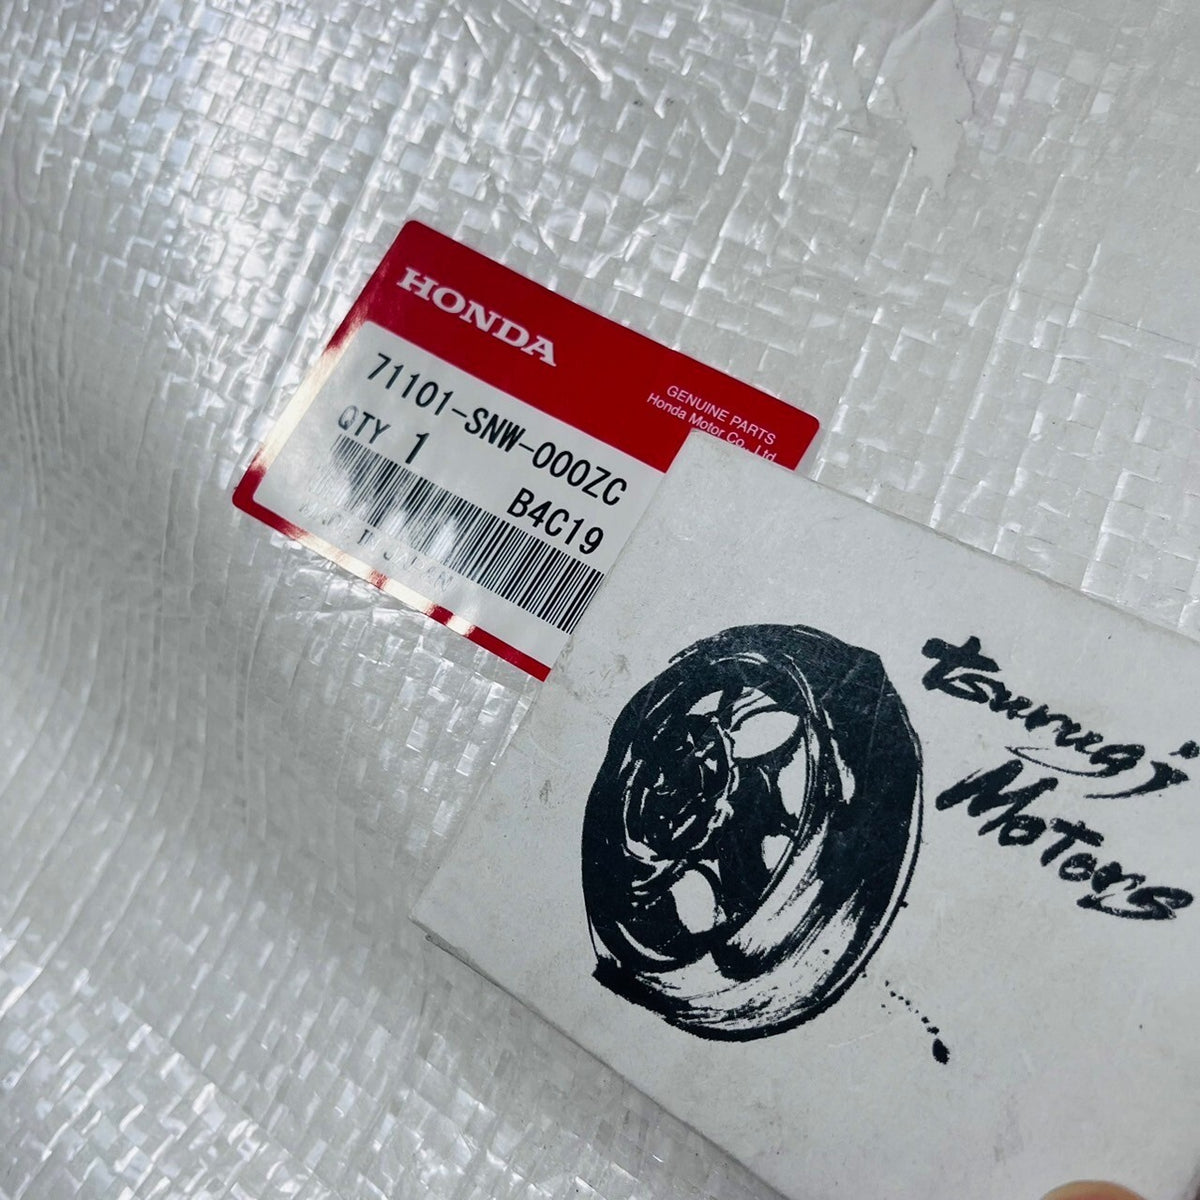 HONDA
GENUINE PARTS
Honda Motor Co., Ltd.
71101-SNW-000ZC
QTY 1
B4C19
tsurugi
Motors